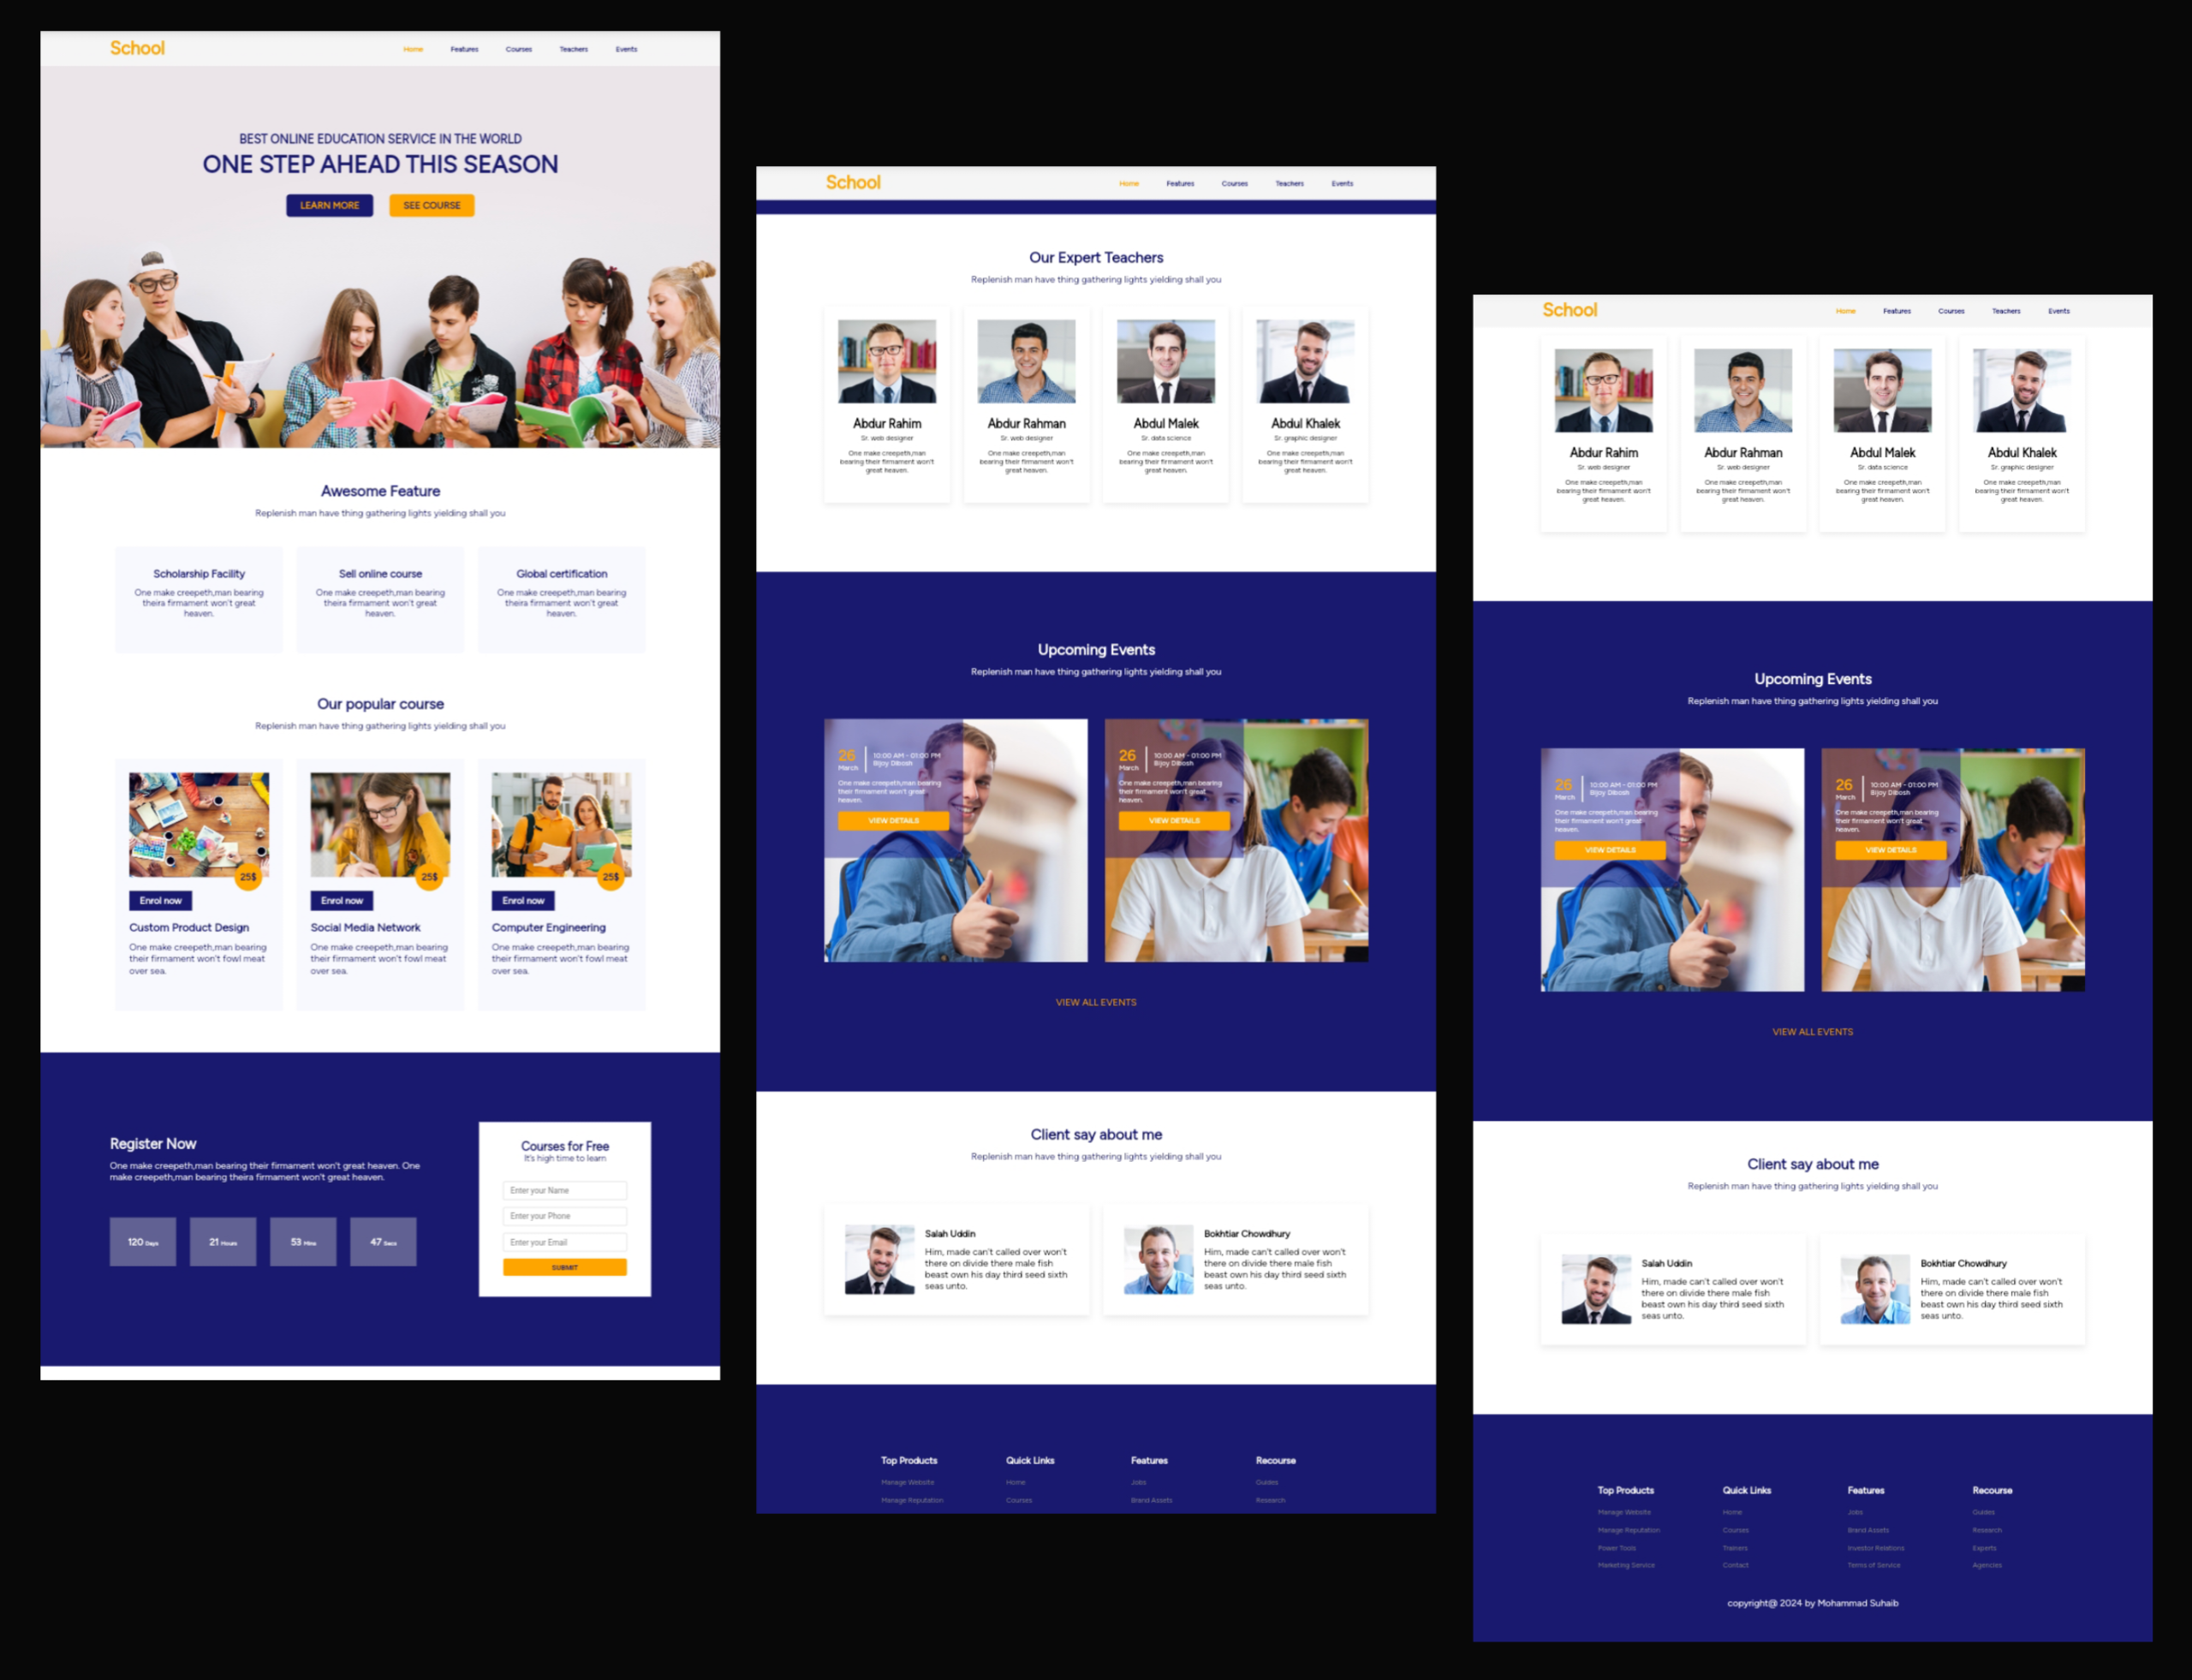 School
Home Features Courses Teachers Events
BEST ONLINE EDUCATION SERVICE IN THE WORLD
ONE STEP AHEAD THIS SEASON
LEARN MORE SEE COURSE
Awesome Feature
Replenish man have thing gathering lights yielding shall you
Scholarship Facility
One make creepeth,man bearing
theira firmament won't great
heaven.
Sell online course
One make creepeth,man bearing
theira firmament won't great
heaven.
Global certification
One make creepeth,man bearing
theira firmament won't great
heaven.
Our popular course
Replenish man have thing gathering lights yielding shall you
25$
Enrol now
Custom Product Design
One make creepeth,man bearing
their firmament won't fowl meat
over sea.
25$
Enrol now
Social Media Network
One make creepeth,man bearing
their firmament won't fowl meat
over sea.
25$
Enrol now
Computer Engineering
One make creepeth,man bearing
their firmament won't fowl meat
over sea.
Register Now
One make creepeth,man bearing their firmament won't great heaven. One
make creepeth,man bearing theira firmament won't great heaven.
120 Days 21 Hours 53 Mins 47 Secs
Courses for Free
It's high time to learn
Enter your Name
Enter your Phone
Enter your Email
SUBMIT
School
Home Features Courses Teachers Events
Our Expert Teachers
Replenish man have thing gathering lights yielding shall you
Abdur Rahim
Sr. web designer
One make creepeth,man
bearing their firmament won't
great heaven.
Abdur Rahman
Sr. web designer
One make creepeth,man
bearing their firmament won't
great heaven.
Abdul Malek
Sr. data science
One make creepeth,man
bearing their firmament won't
great heaven.
Abdul Khalek
Sr. graphic designer
One make creepeth,man
bearing their firmament won't
great heaven.
Upcoming Events
Replenish man have thing gathering lights yielding shall you
26
March
10:00 AM - 01:00 PM
Bijoy Dibosh
One make creepeth,man bearing
their firmament won't great
heaven.
VIEW DETAILS
26
March
10:00 AM - 01:00 PM
Bijoy Dibosh
One make creepeth,man bearing
their firmament won't great
heaven.
VIEW DETAILS
VIEW ALL EVENTS
Client say about me
Replenish man have thing gathering lights yielding shall you
Salah Uddin
Him, made can't called over won't
there on divide there male fish
beast own his day third seed sixth
seas unto.
Bokhtiar Chowdhury
Him, made can't called over won't
there on divide there male fish
beast own his day third seed sixth
seas unto.
Top Products
Manage Website
Manage Reputation
Quick Links
Home
Courses
Features
Jobs
Brand Assets
Recourse
Guides
Research
School
Home Features Courses Teachers Events
Abdur Rahim
Sr. web designer
One make creepeth,man
bearing their firmament won't
great heaven.
Abdur Rahman
Sr. web designer
One make creepeth,man
bearing their firmament won't
great heaven.
Abdul Malek
Sr. data science
One make creepeth,man
bearing their firmament won't
great heaven.
Abdul Khalek
Sr. graphic designer
One make creepeth,man
bearing their firmament won't
great heaven.
Upcoming Events
Replenish man have thing gathering lights yielding shall you
26
March
10:00 AM - 01:00 PM
Bijoy Dibosh
One make creepeth,man bearing
their firmament won't great
heaven.
VIEW DETAILS
26
March
10:00 AM - 01:00 PM
Bijoy Dibosh
One make creepeth,man bearing
their firmament won't great
heaven.
VIEW DETAILS
VIEW ALL EVENTS
Client say about me
Replenish man have thing gathering lights yielding shall you
Salah Uddin
Him, made can't called over won't
there on divide there male fish
beast own his day third seed sixth
seas unto.
Bokhtiar Chowdhury
Him, made can't called over won't
there on divide there male fish
beast own his day third seed sixth
seas unto.
Top Products
Manage Website
Manage Reputation
Power Tools
Marketing Service
Quick Links
Home
Courses
Trainers
Contact
Features
Jobs
Brand Assets
Investor Relations
Terms of Service
Recourse
Guides
Research
Experts
Agencies
copyright@ 2024 by Mohammad Suhaib